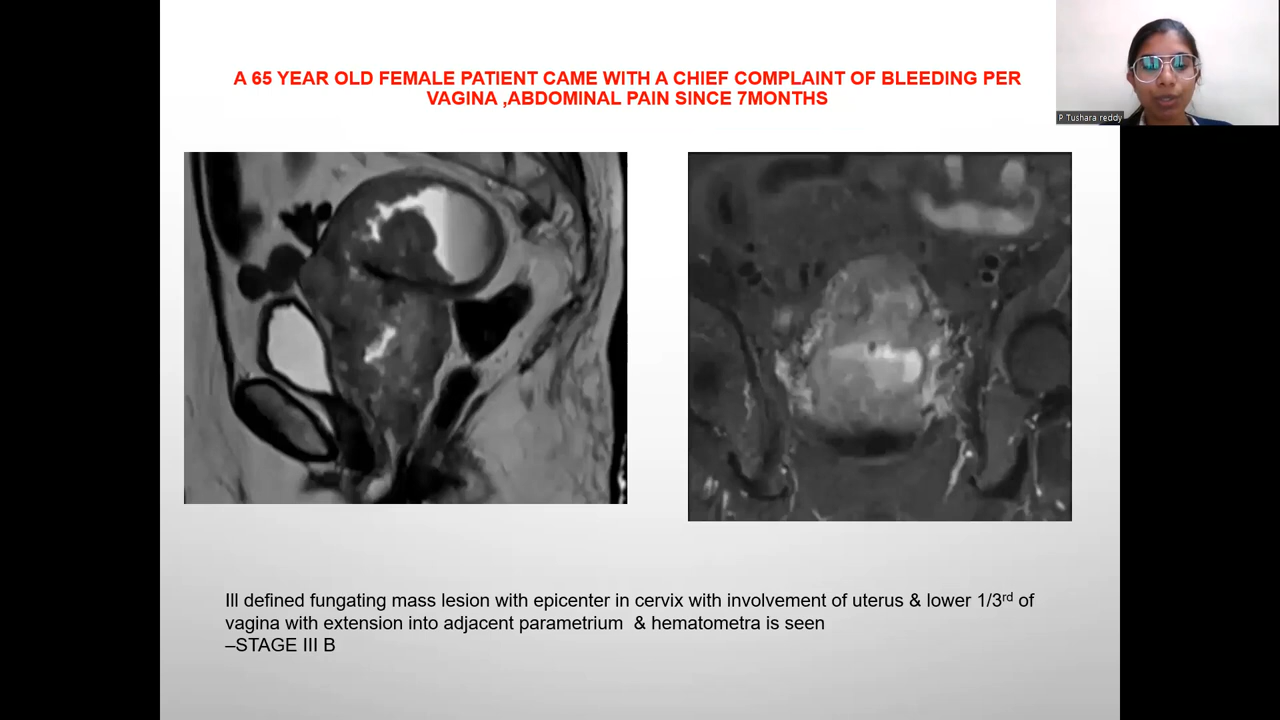 A 65 YEAR OLD FEMALE PATIENT CAME WITH A CHIEF COMPLAINT OF BLEEDING PER
VAGINA ,ABDOMINAL PAIN SINCE 7MONTHS
P Tushara reddy
Ill defined fungating mass lesion with epicenter in cervix with involvement of uterus & lower 1/3rd of
vagina with extension into adjacent parametrium & hematometra is seen
–STAGE III B